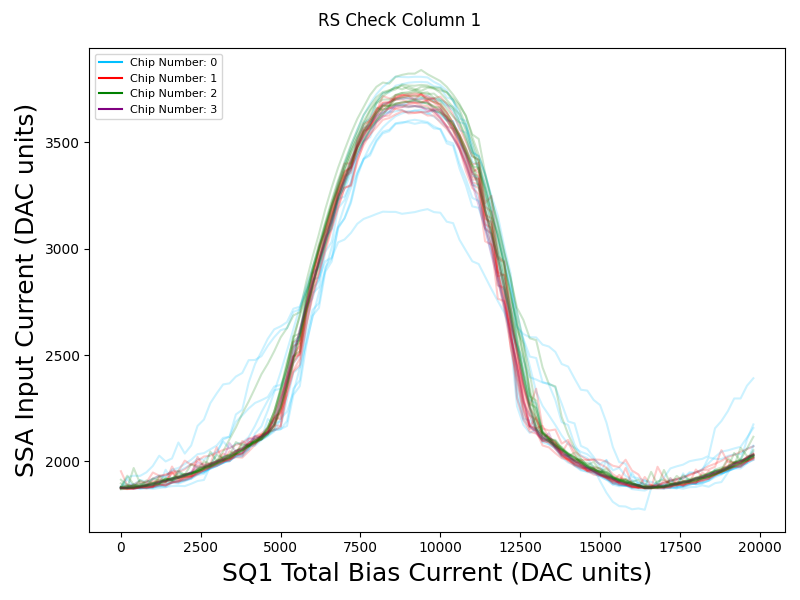 RS Check Column 1
Chip Number: 0
Chip Number: 1
Chip Number: 2
Chip Number: 3
SSA Input Current (DAC units)
3500
3000
2500
2000
0 2500 5000 7500 10000 12500 15000 17500 20000
SQ1 Total Bias Current (DAC units)